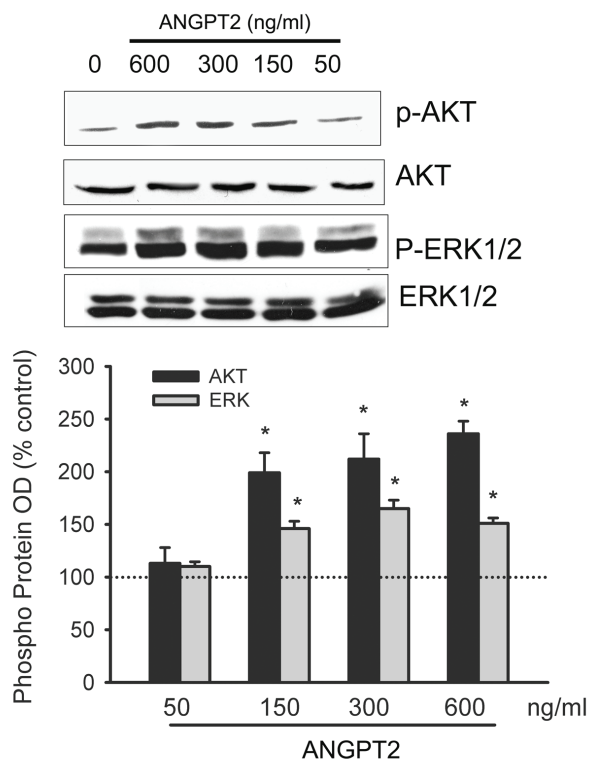 ANGPT2 (ng/ml)
0 600 300 150 50
p-AKT
AKT
P-ERK1/2
ERK1/2
Phospho Protein OD (% control)
300
250
200
150
100
50
0
AKT
ERK
* * *
* * *
50 150 300 600 ng/ml
ANGPT2